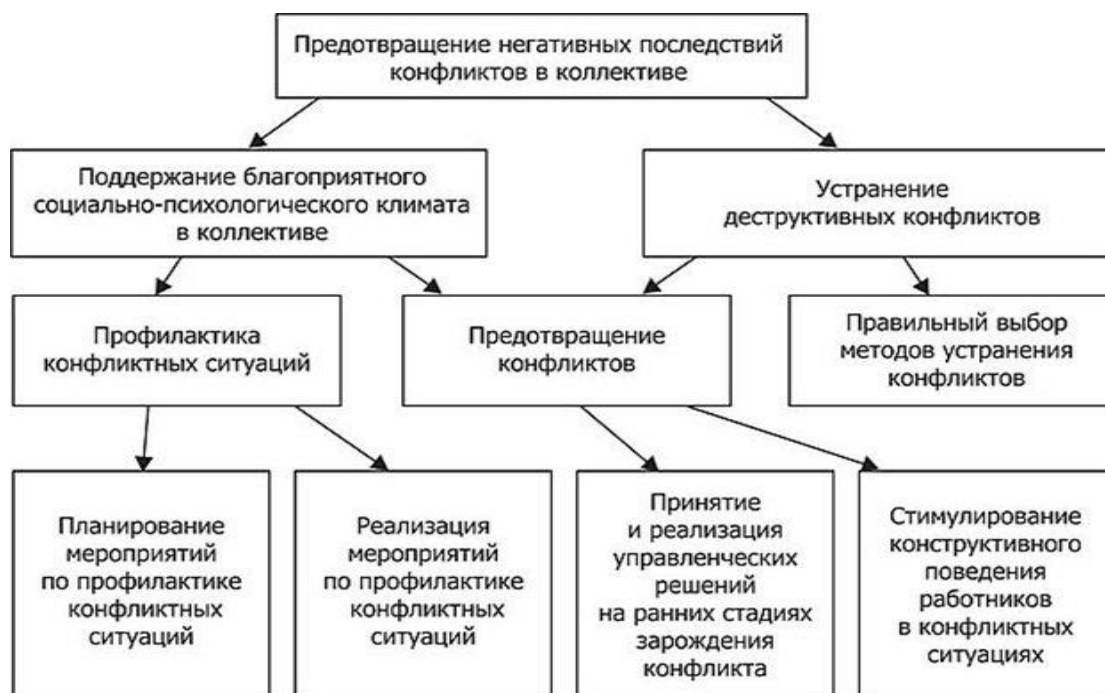 Предотвращение негативных последствий
конфликтов в коллективе
Поддержание благоприятного
социально-психологического климата
в коллективе
Устранение
деструктивных конфликтов
Профилактика
конфликтных ситуаций
Предотвращение
конфликтов
Правильный выбор
методов устранения
конфликтов
Планирование
мероприятий
по профилактике
конфликтных
ситуаций
Реализация
мероприятий
по профилактике
конфликтных
ситуаций
Принятие
и реализация
управленческих
решений
на ранних стадиях
зарождения
конфликта
Стимулирование
конструктивного
поведения
работников
в конфликтных
ситуациях